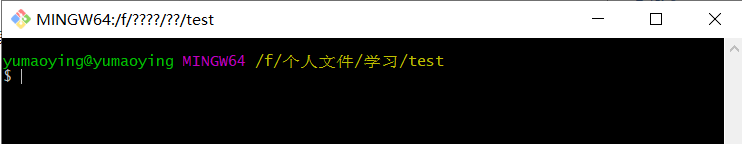 MINGW64:/f/????/??/test
yumaoying@yumaoying MINGW64 /f/个人文件/学习/test
$